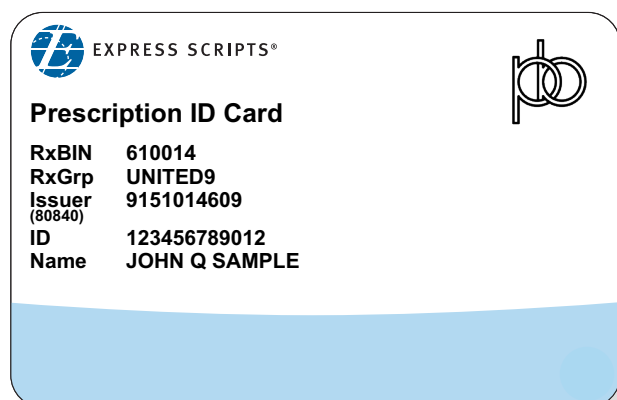 EXPRESS SCRIPTS®
Prescription ID Card
RxBIN 610014
RxGrp UNITED9
Issuer 9151014609
(80840)
ID 123456789012
Name JOHN Q SAMPLE